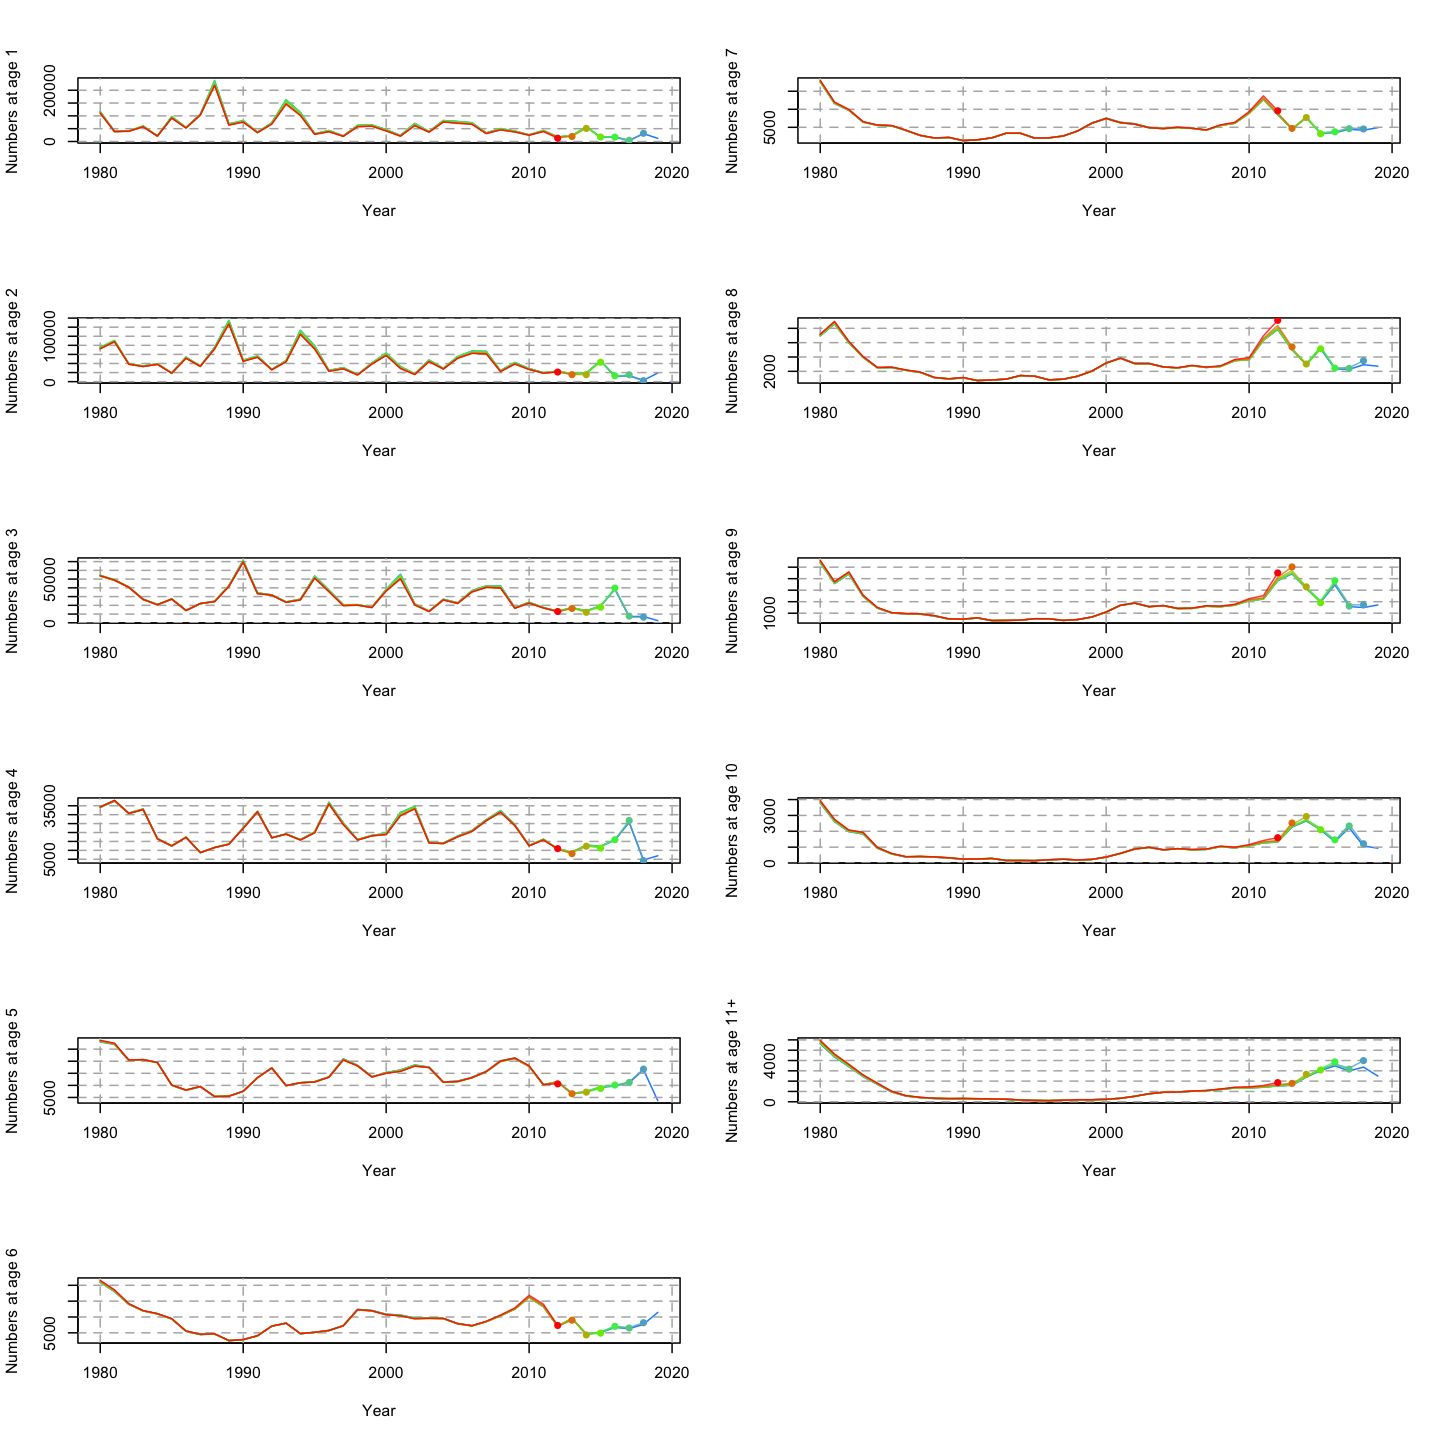 Numbers at age 1
200000
0
1980 1990 2000 2010 2020
Year
Numbers at age 2
100000
0
1980 1990 2000 2010 2020
Year
Numbers at age 3
50000
0
1980 1990 2000 2010 2020
Year
Numbers at age 4
35000
5000
1980 1990 2000 2010 2020
Year
Numbers at age 5
5000
1980 1990 2000 2010 2020
Year
Numbers at age 6
5000
1980 1990 2000 2010 2020
Year
Numbers at age 7
5000
1980 1990 2000 2010 2020
Year
Numbers at age 8
2000
1980 1990 2000 2010 2020
Year
Numbers at age 9
1000
1980 1990 2000 2010 2020
Year
Numbers at age 10
3000
0
1980 1990 2000 2010 2020
Year
Numbers at age 11+
4000
0
1980 1990 2000 2010 2020
Year